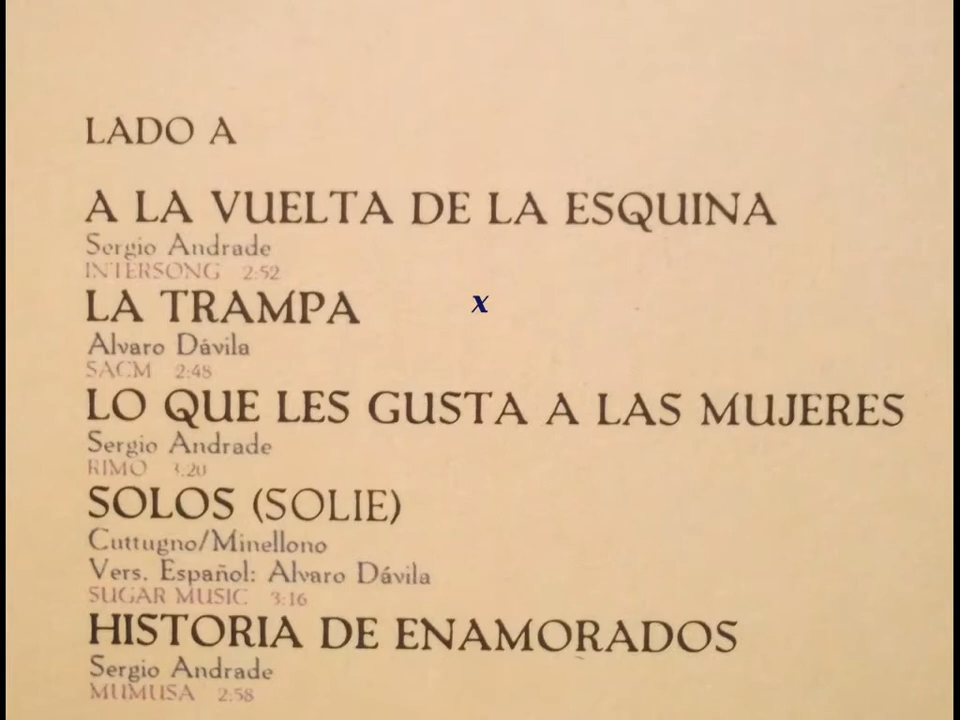 LADO A
A LA VUELTA DE LA ESQUINA
Sergio Andrade
INTERSONG 2:52
LA TRAMPA x
Alvaro Dávila
SACM 2:48
LO QUE LES GUSTA A LAS MUJERES
Sergio Andrade
RIMO 3:20
SOLOS (SOLIE)
Cuttugno/Minellono
Vers. Español: Alvaro Dávila
SUGAR MUSIC 3:16
HISTORIA DE ENAMORADOS
Sergio Andrade
MUMUSA 2:58